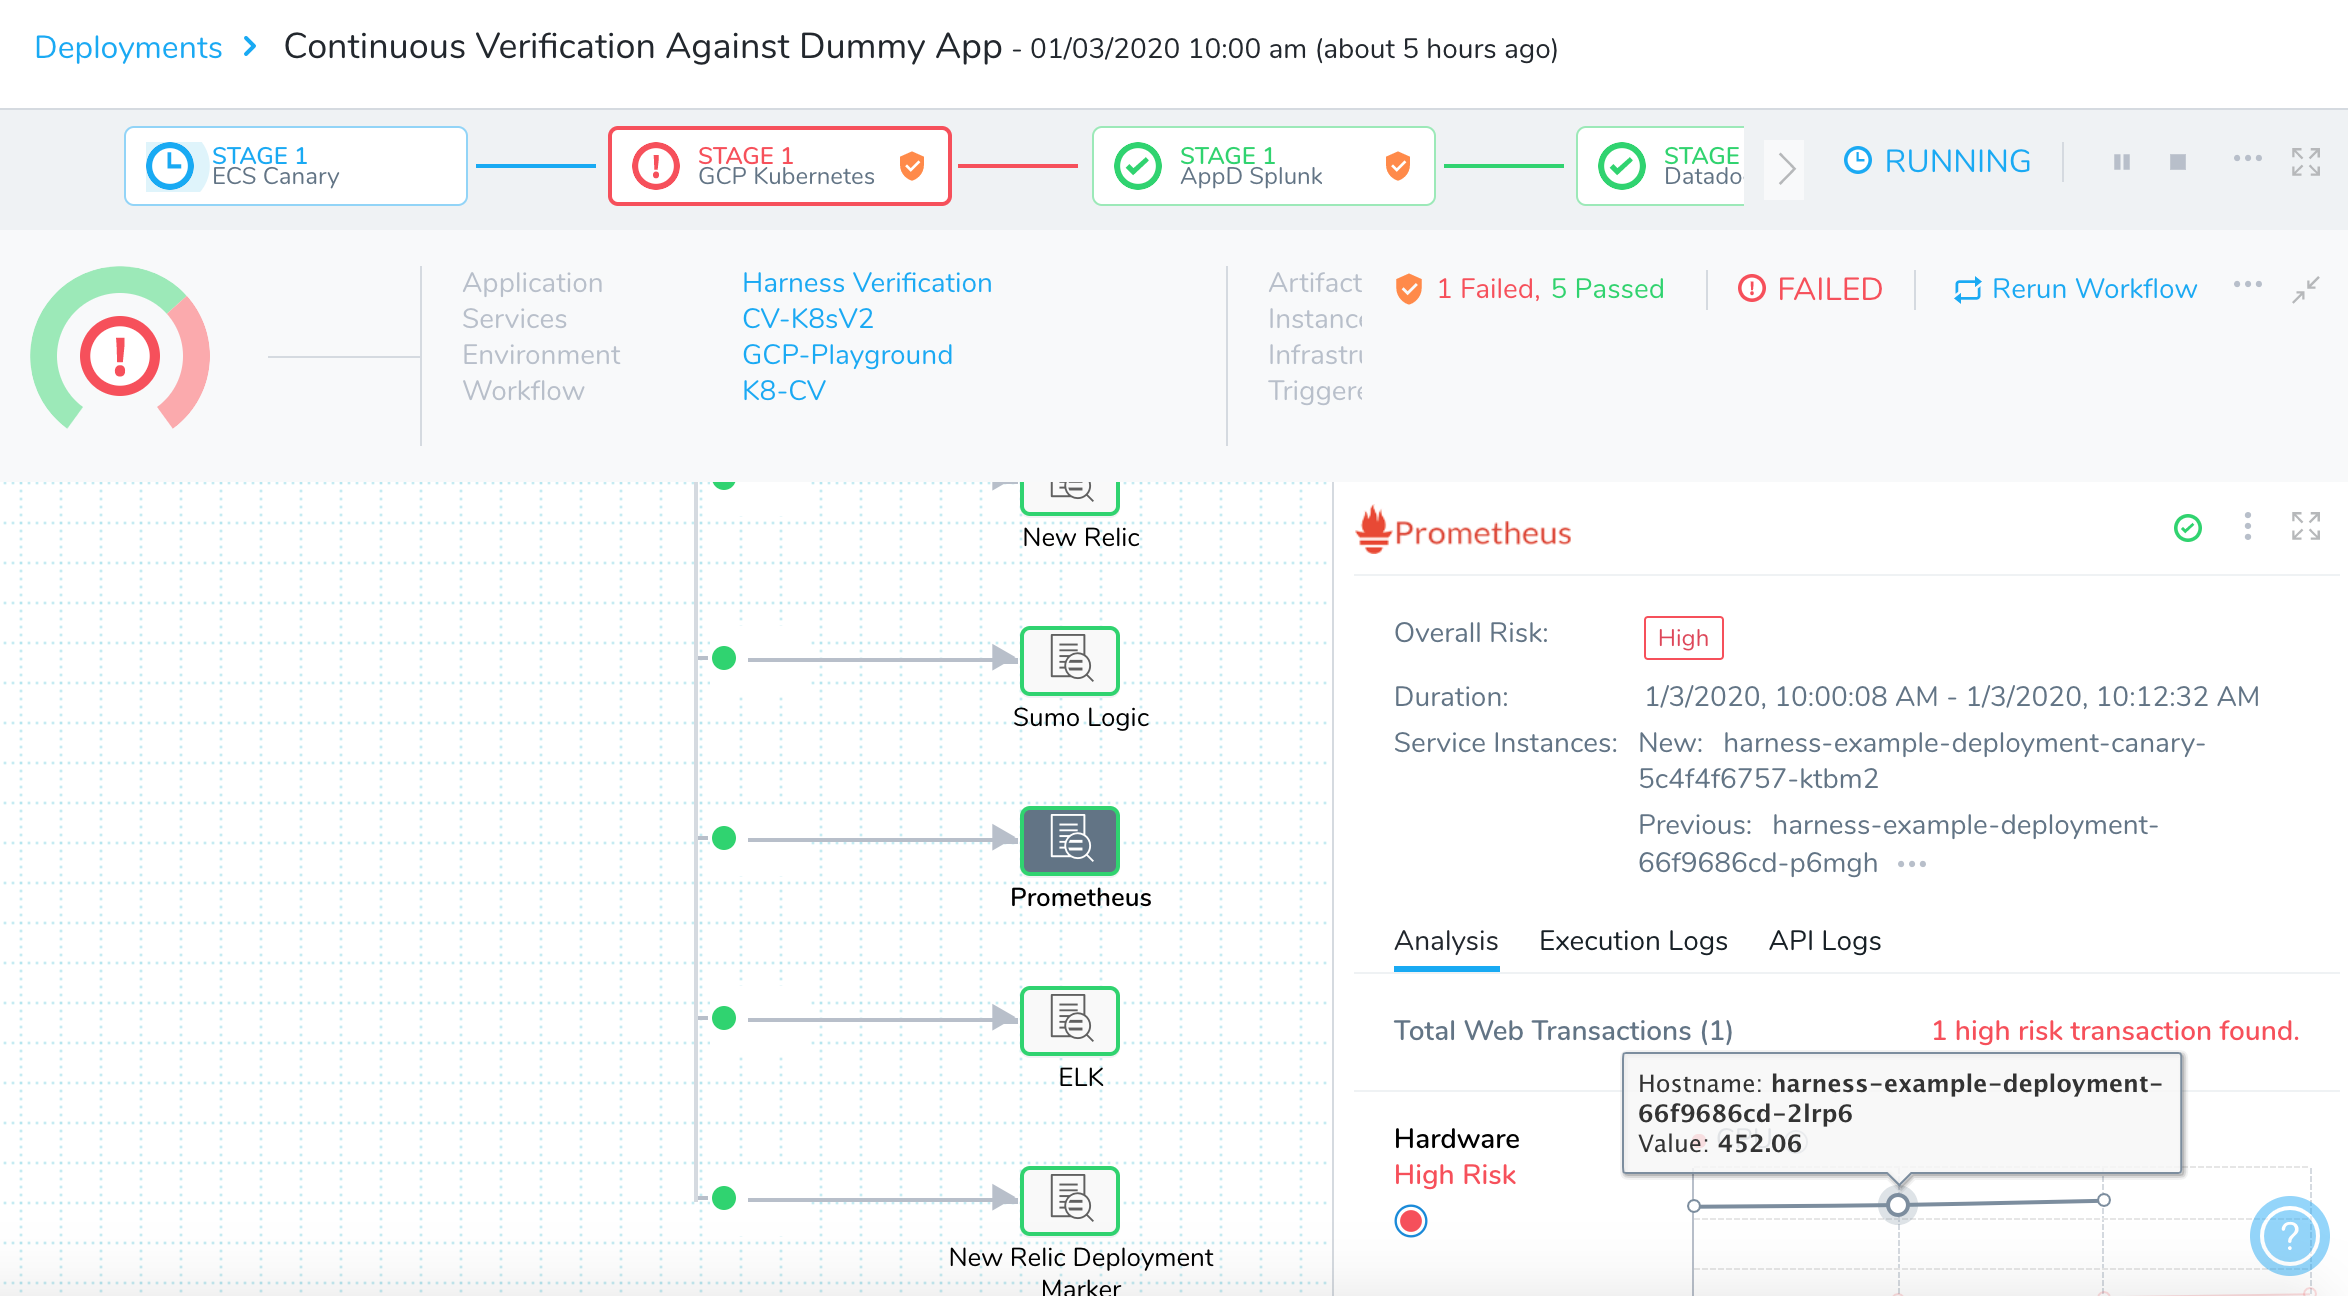 Deployments > Continuous Verification Against Dummy App - 01/03/2020 10:00 am (about 5 hours ago)
STAGE 1
ECS Canary
STAGE 1
GCP Kubernetes
STAGE 1
AppD Splunk
STAGE
Datado
RUNNING
Application Harness Verification
Services CV-K8sV2
Environment GCP-Playground
Workflow K8-CV
Artifact
Instanc
Infrastru
Triggere
1 Failed, 5 Passed
FAILED
Rerun Workflow
New Relic
Sumo Logic
Prometheus
ELK
New Relic Deployment
Marker
Prometheus
Overall Risk: High
Duration: 1/3/2020, 10:00:08 AM - 1/3/2020, 10:12:32 AM
Service Instances: New: harness-example-deployment-canary-
5c4f4f6757-ktbm2
Previous: harness-example-deployment-
66f9686cd-p6mgh
Analysis Execution Logs API Logs
Total Web Transactions (1) 1 high risk transaction found.
Hostname: harness-example-deployment-
66f9686cd-2lrp6
Value: 452.06
Hardware
High Risk
?